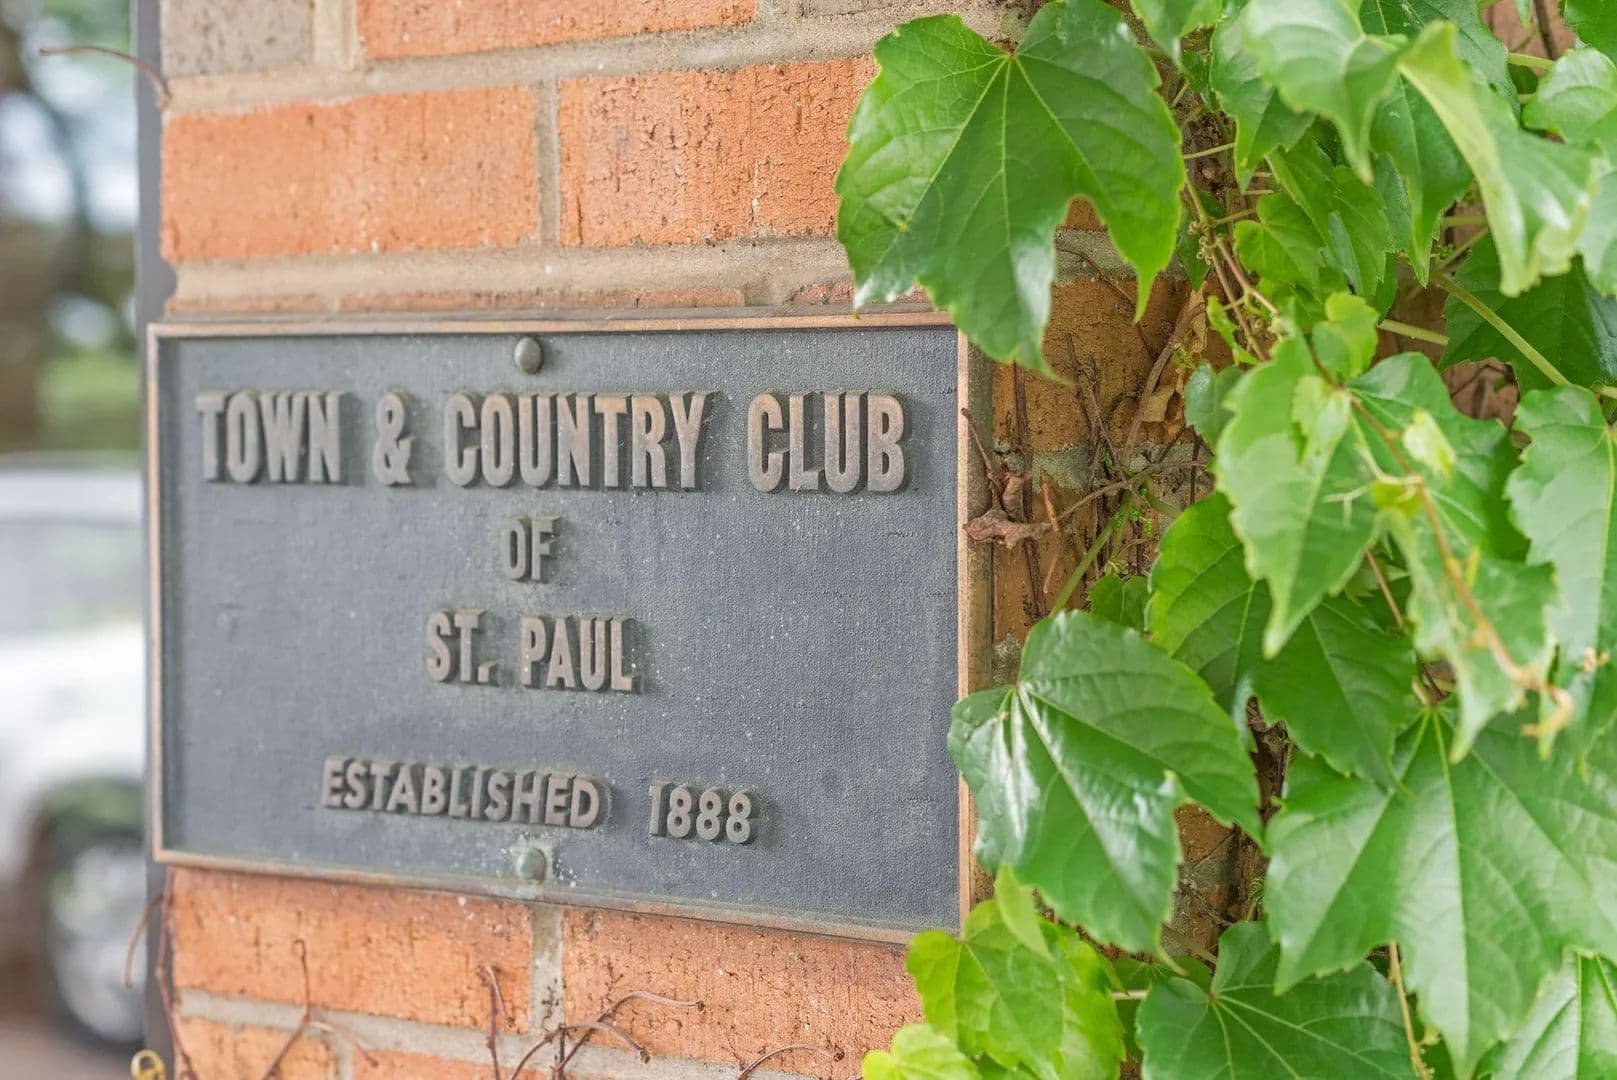 TOWN & COUNTRY CLUB
OF
ST. PAUL
ESTABLISHED 1888